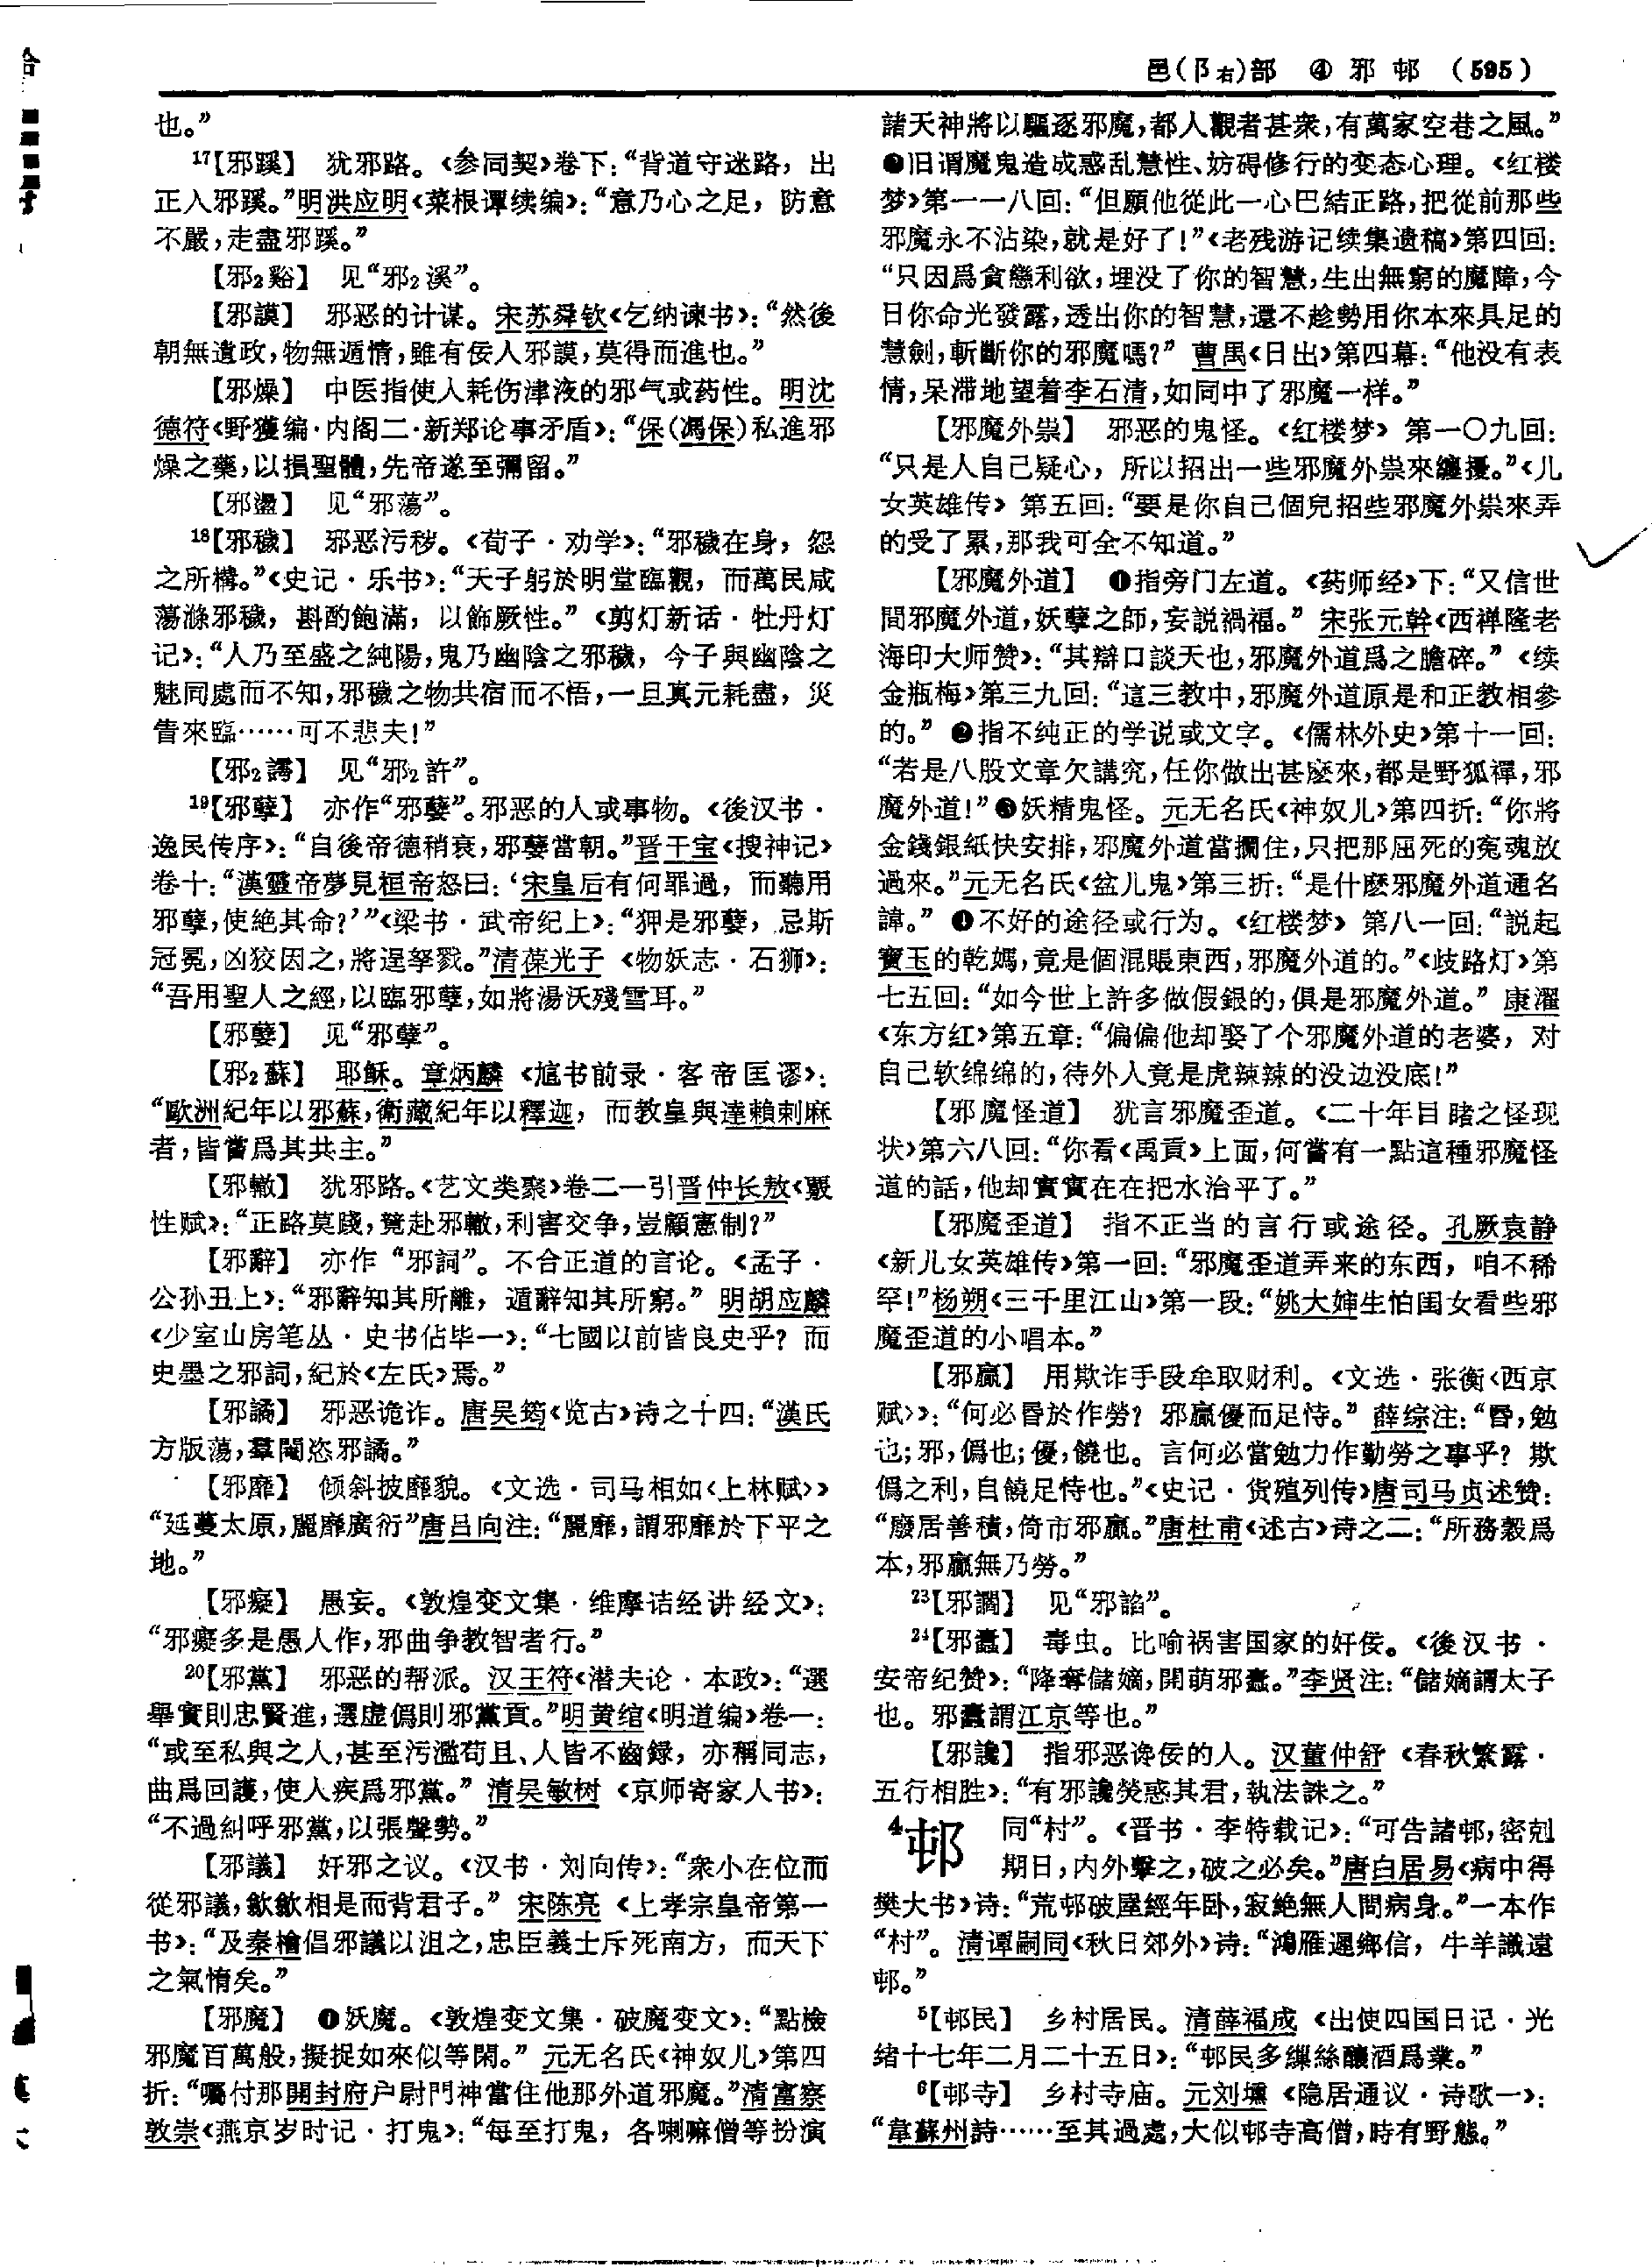 邑(阝右)部　④　邪　邨　(595)
也。”
17【邪蹊】　犹邪路。《参同契》卷下：“背道守迷路，出
正入邪蹊。”明洪应明《菜根谭续编》：“意乃心之足，防意
不嚴，走盡邪蹊。”
【邪₂谿】　见“邪₂溪”。
【邪謨】　邪恶的计谋。宋苏舜钦《乞纳谏书》：“然後
朝無遺政，物無遁情，雖有佞人邪謨，莫得而進也。”
【邪燥】　中医指使人耗伤津液的邪气或药性。明沈
德符《野獲编·内阁二·新郑论事矛盾》：“保(馮保)私進邪
燥之藥，以損聖體，先帝遂至彌留。”
【邪盪】　见“邪荡”。
18【邪穢】　邪恶污秽。《荀子·劝学》：“邪穢在身，怨
之所構。”《史记·乐书》：“天子躬於明堂臨觀，而萬民咸
蕩滌邪穢，斟酌飽滿，以飾厥性。”《剪灯新话·牡丹灯
记》：“人乃至盛之純陽，鬼乃幽陰之邪穢，今子與幽陰之
魅同處而不知，邪穢之物共宿而不悟，一旦真元耗盡，災
眚來臨……可不悲夫！”
【邪₂謣】　见“邪₂許”。
19【邪孽】　亦作“邪孼”。邪恶的人或事物。《後汉书·
逸民传序》：“自後帝德稍衰，邪孼當朝。”晋干宝《搜神记》
卷十：“漢靈帝夢見桓帝怒曰：‘宋皇后有何罪過，而聽用
邪孽，使絶其命？’”《梁书·武帝纪上》：“狎是邪孼，忌斯
冠冕，凶狡因之，將逞孥戮。”清葆光子《物妖志·石狮》：
“吾用聖人之經，以臨邪孽，如將湯沃殘雪耳。”
【邪孼】　见“邪孽”。
【邪₂蘇】　耶稣。章炳麟《訄书前录·客帝匡谬》：
“歐洲紀年以邪蘇，衛藏紀年以釋迦，而教皇與達賴剌麻
者，皆嘗爲其共主。”
【邪轍】　犹邪路。《艺文类聚》卷二一引晋仲长敖《覈
性赋》：“正路莫踐，競赴邪轍，利害交争，豈顧憲制？”
【邪辭】　亦作“邪詞”。不合正道的言论。《孟子·
公孙丑上》：“邪辭知其所離，遁辭知其所窮。”明胡应麟
《少室山房笔丛·史书佔毕一》：“七國以前皆良史乎？而
史墨之邪詞，紀於《左氏》焉。”
【邪譎】　邪恶诡诈。唐吴筠《览古》诗之十四：“漢氏
方版蕩，羣閹恣邪譎。”
【邪靡】　倾斜披靡貌。《文选·司马相如〈上林赋〉》
“延蔓太原，麗靡廣衍”唐吕向注：“麗靡，謂邪靡於下平之
地。”
【邪癡】　愚妄。《敦煌变文集·维摩诘经讲经文》：
“邪癡多是愚人作，邪曲争教智者行。”
20【邪黨】　邪恶的帮派。汉王符《潜夫论·本政》：“選
舉實則忠賢進，選虚僞則邪黨貢。”明黄绾《明道编》卷一：
“或至私與之人，甚至污濫苟且、人皆不齒録，亦稱同志，
曲爲回護，使人疾爲邪黨。”清吴敏树《京师寄家人书》：
“不過糾呼邪黨，以張聲勢。”
【邪議】　奸邪之议。《汉书·刘向传》：“衆小在位而
從邪議，歙歙相是而背君子。”宋陈亮《上孝宗皇帝第一
书》：“及秦檜倡邪議以沮之，忠臣義士斥死南方，而天下
之氣惰矣。”
【邪魔】　❶妖魔。《敦煌变文集·破魔变文》：“點檢
邪魔百萬般，擬捉如來似等閑。”元无名氏《神奴儿》第四
折：“囑付那開封府户尉門神當住他那外道邪魔。”清富察
敦崇《燕京岁时记·打鬼》：“每至打鬼，各喇嘛僧等扮演
諸天神將以驅逐邪魔，都人觀者甚衆，有萬家空巷之風。”
❷旧谓魔鬼造成惑乱慧性、妨碍修行的变态心理。《红楼
梦》第一一八回：“但願他從此一心巴結正路，把從前那些
邪魔永不沾染，就是好了！”《老残游记续集遗稿》第四回：
“只因爲貪戀利欲，埋没了你的智慧，生出無窮的魔障，今
日你命光發露，透出你的智慧，還不趁勢用你本來具足的
慧劍，斬斷你的邪魔嗎？”曹禺《日出》第四幕：“他没有表
情，呆滞地望着李石清，如同中了邪魔一样。”
【邪魔外祟】　邪恶的鬼怪。《红楼梦》第一〇九回：
“只是人自己疑心，所以招出一些邪魔外祟來纏擾。”《儿
女英雄传》第五回：“要是你自己個兒招些邪魔外祟來弄
的受了累，那我可全不知道。”
【邪魔外道】　❶指旁门左道。《药师经》下：“又信世
間邪魔外道，妖孽之師，妄説禍福。”宋张元幹《西禅隆老
海印大师赞》：“其辯口談天也，邪魔外道爲之膽碎。”《续
金瓶梅》第三九回：“這三教中，邪魔外道原是和正教相參
的。”❷指不纯正的学说或文字。《儒林外史》第十一回：
“若是八股文章欠講究，任你做出甚麽來，都是野狐禪，邪
魔外道！”❸妖精鬼怪。元无名氏《神奴儿》第四折：“你將
金錢銀紙快安排，邪魔外道當攔住，只把那屈死的冤魂放
過來。”元无名氏《盆儿鬼》第三折：“是什麽邪魔外道通名
諱。”❹不好的途径或行为。《红楼梦》第八一回：“説起
寶玉的乾媽，竟是個混賬東西，邪魔外道的。”《歧路灯》第
七五回：“如今世上許多做假銀的，俱是邪魔外道。”康濯
《东方红》第五章：“偏偏他却娶了个邪魔外道的老婆，对
自己软绵绵的，待外人竟是虎辣辣的没边没底！”
【邪魔怪道】　犹言邪魔歪道。《二十年目睹之怪现
状》第六八回：“你看《禹貢》上面，何嘗有一點這種邪魔怪
道的話，他却實實在在把水治平了。”
【邪魔歪道】　指不正当的言行或途径。孔厥袁静
《新儿女英雄传》第一回：“邪魔歪道弄来的东西，咱不稀
罕！”杨朔《三千里江山》第一段：“姚大婶生怕闺女看些邪
魔歪道的小唱本。”
【邪贏】　用欺诈手段牟取财利。《文选·张衡〈西京
赋〉》：“何必昬於作勞？邪贏優而足恃。”薛综注：“昬，勉
也；邪，僞也；優，饒也。言何必當勉力作勤勞之事乎？欺
僞之利，自饒足恃也。”《史记·货殖列传》唐司马贞述赞：
“廢居善積，倚市邪贏。”唐杜甫《述古》诗之二：“所務穀爲
本，邪贏無乃勞。”
23【邪讇】　见“邪諂”。
24【邪蠹】　毒虫。比喻祸害国家的奸佞。《後汉书·
安帝纪赞》：“降奪儲嫡，開萌邪蠹。”李贤注：“儲嫡謂太子
也。邪蠹謂江京等也。”
【邪讒】　指邪恶谗佞的人。汉董仲舒《春秋繁露·
五行相胜》：“有邪讒熒惑其君，執法誅之。”
4邨　同“村”。《晋书·李特载记》：“可告諸邨，密剋
期日，内外擊之，破之必矣。”唐白居易《病中得
樊大书》诗：“荒邨破屋經年卧，寂絶無人問病身。”一本作
“村”。清谭嗣同《秋日郊外》诗：“鴻雁遲鄉信，牛羊識遠
邨。”
5【邨民】　乡村居民。清薛福成《出使四国日记·光
绪十七年二月二十五日》：“邨民多繅絲釀酒爲業。”
6【邨寺】　乡村寺庙。元刘壎《隐居通议·诗歌一》：
“韋蘇州詩……至其過處，大似邨寺高僧，時有野態。”